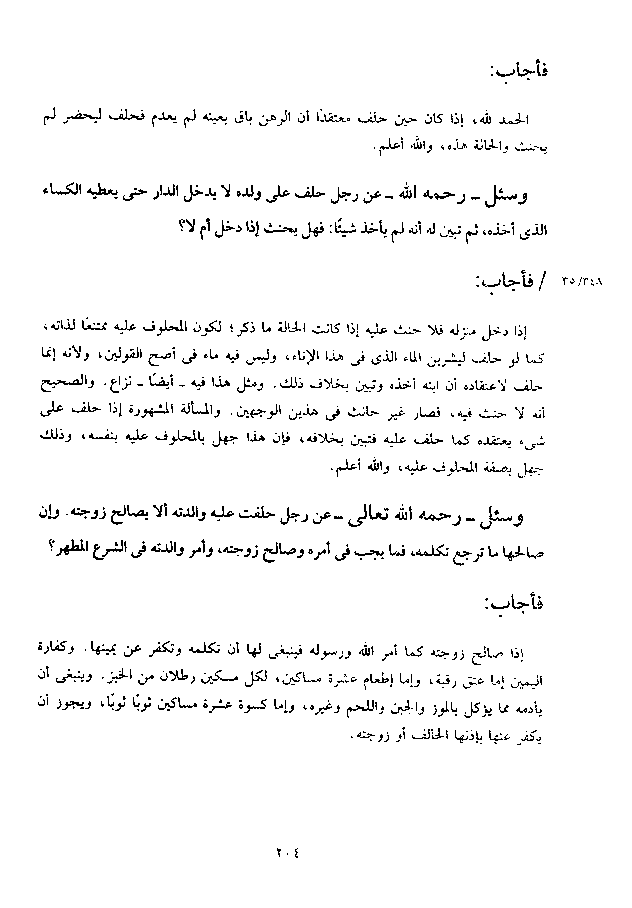 فأجاب:
الحمد لله، إذا كان حين حلف معتقدًا أن الرهن باق بعينه لم يعدم فحلف ليحضر لم
يحنث والحالة هذه، والله أعلم.
وسئل ـ رحمه الله ـ عن رجل حلف على ولده لا يدخل الدار حتى يعطيه الكساء
الذى أخذه، ثم تبين له أنه لم يأخذ شيئًا: فهل يحنث إذا دخل أم لا؟
٣٥/٣٤٨ / فأجاب:
إذا دخل منزله فلا حنث عليه إذا كانت الحالة ما ذكر؛ لكون المحلوف عليه ممتنعًا لذاته،
كما لو حلف ليشربن الماء الذى فى هذا الإناء، وليس فيه ماء فى أصح القولين، ولأنه إنما
حلف لاعتقاده أن ابنه أخذه وتبين بخلاف ذلك. ومثل هذا فيه ـ أيضًا ـ نزاع. والصحيح
أنه لا حنث فيه، فصار غير حانث فى هذين الوجهين. والمسألة المشهورة إذا حلف على
شىء يعتقده كما حلف عليه فتبين بخلافه، فإن هذا جهل بالمحلوف عليه بنفسه، وذلك
جهل بصفة المحلوف عليه، والله أعلم.
وسئل ـ رحمه الله تعالى ـ عن رجل حلفت عليه والدته ألا يصالح زوجته. وإن
صالحها ما ترجع تكلمه، فما يجب فى أمره وصالح زوجته، وأمر والدته فى الشرع المطهر؟
فأجاب:
إذا صالح زوجته كما أمر الله ورسوله فينبغى لها أن تكلمه وتكفر عن يمينها. وكفارة
اليمين إما عتق رقبة، وإما إطعام عشرة مساكين، لكل مسكين رطلان من الخبز. وينبغى أن
يأدمه مما يؤكل بالموز والجبن واللحم وغيره، وإما كسوة عشرة مساكين ثوبًا ثوبًا، ويجوز أن
يكفر عنها بإذنها الحالف أو زوجته.
٢٠٤